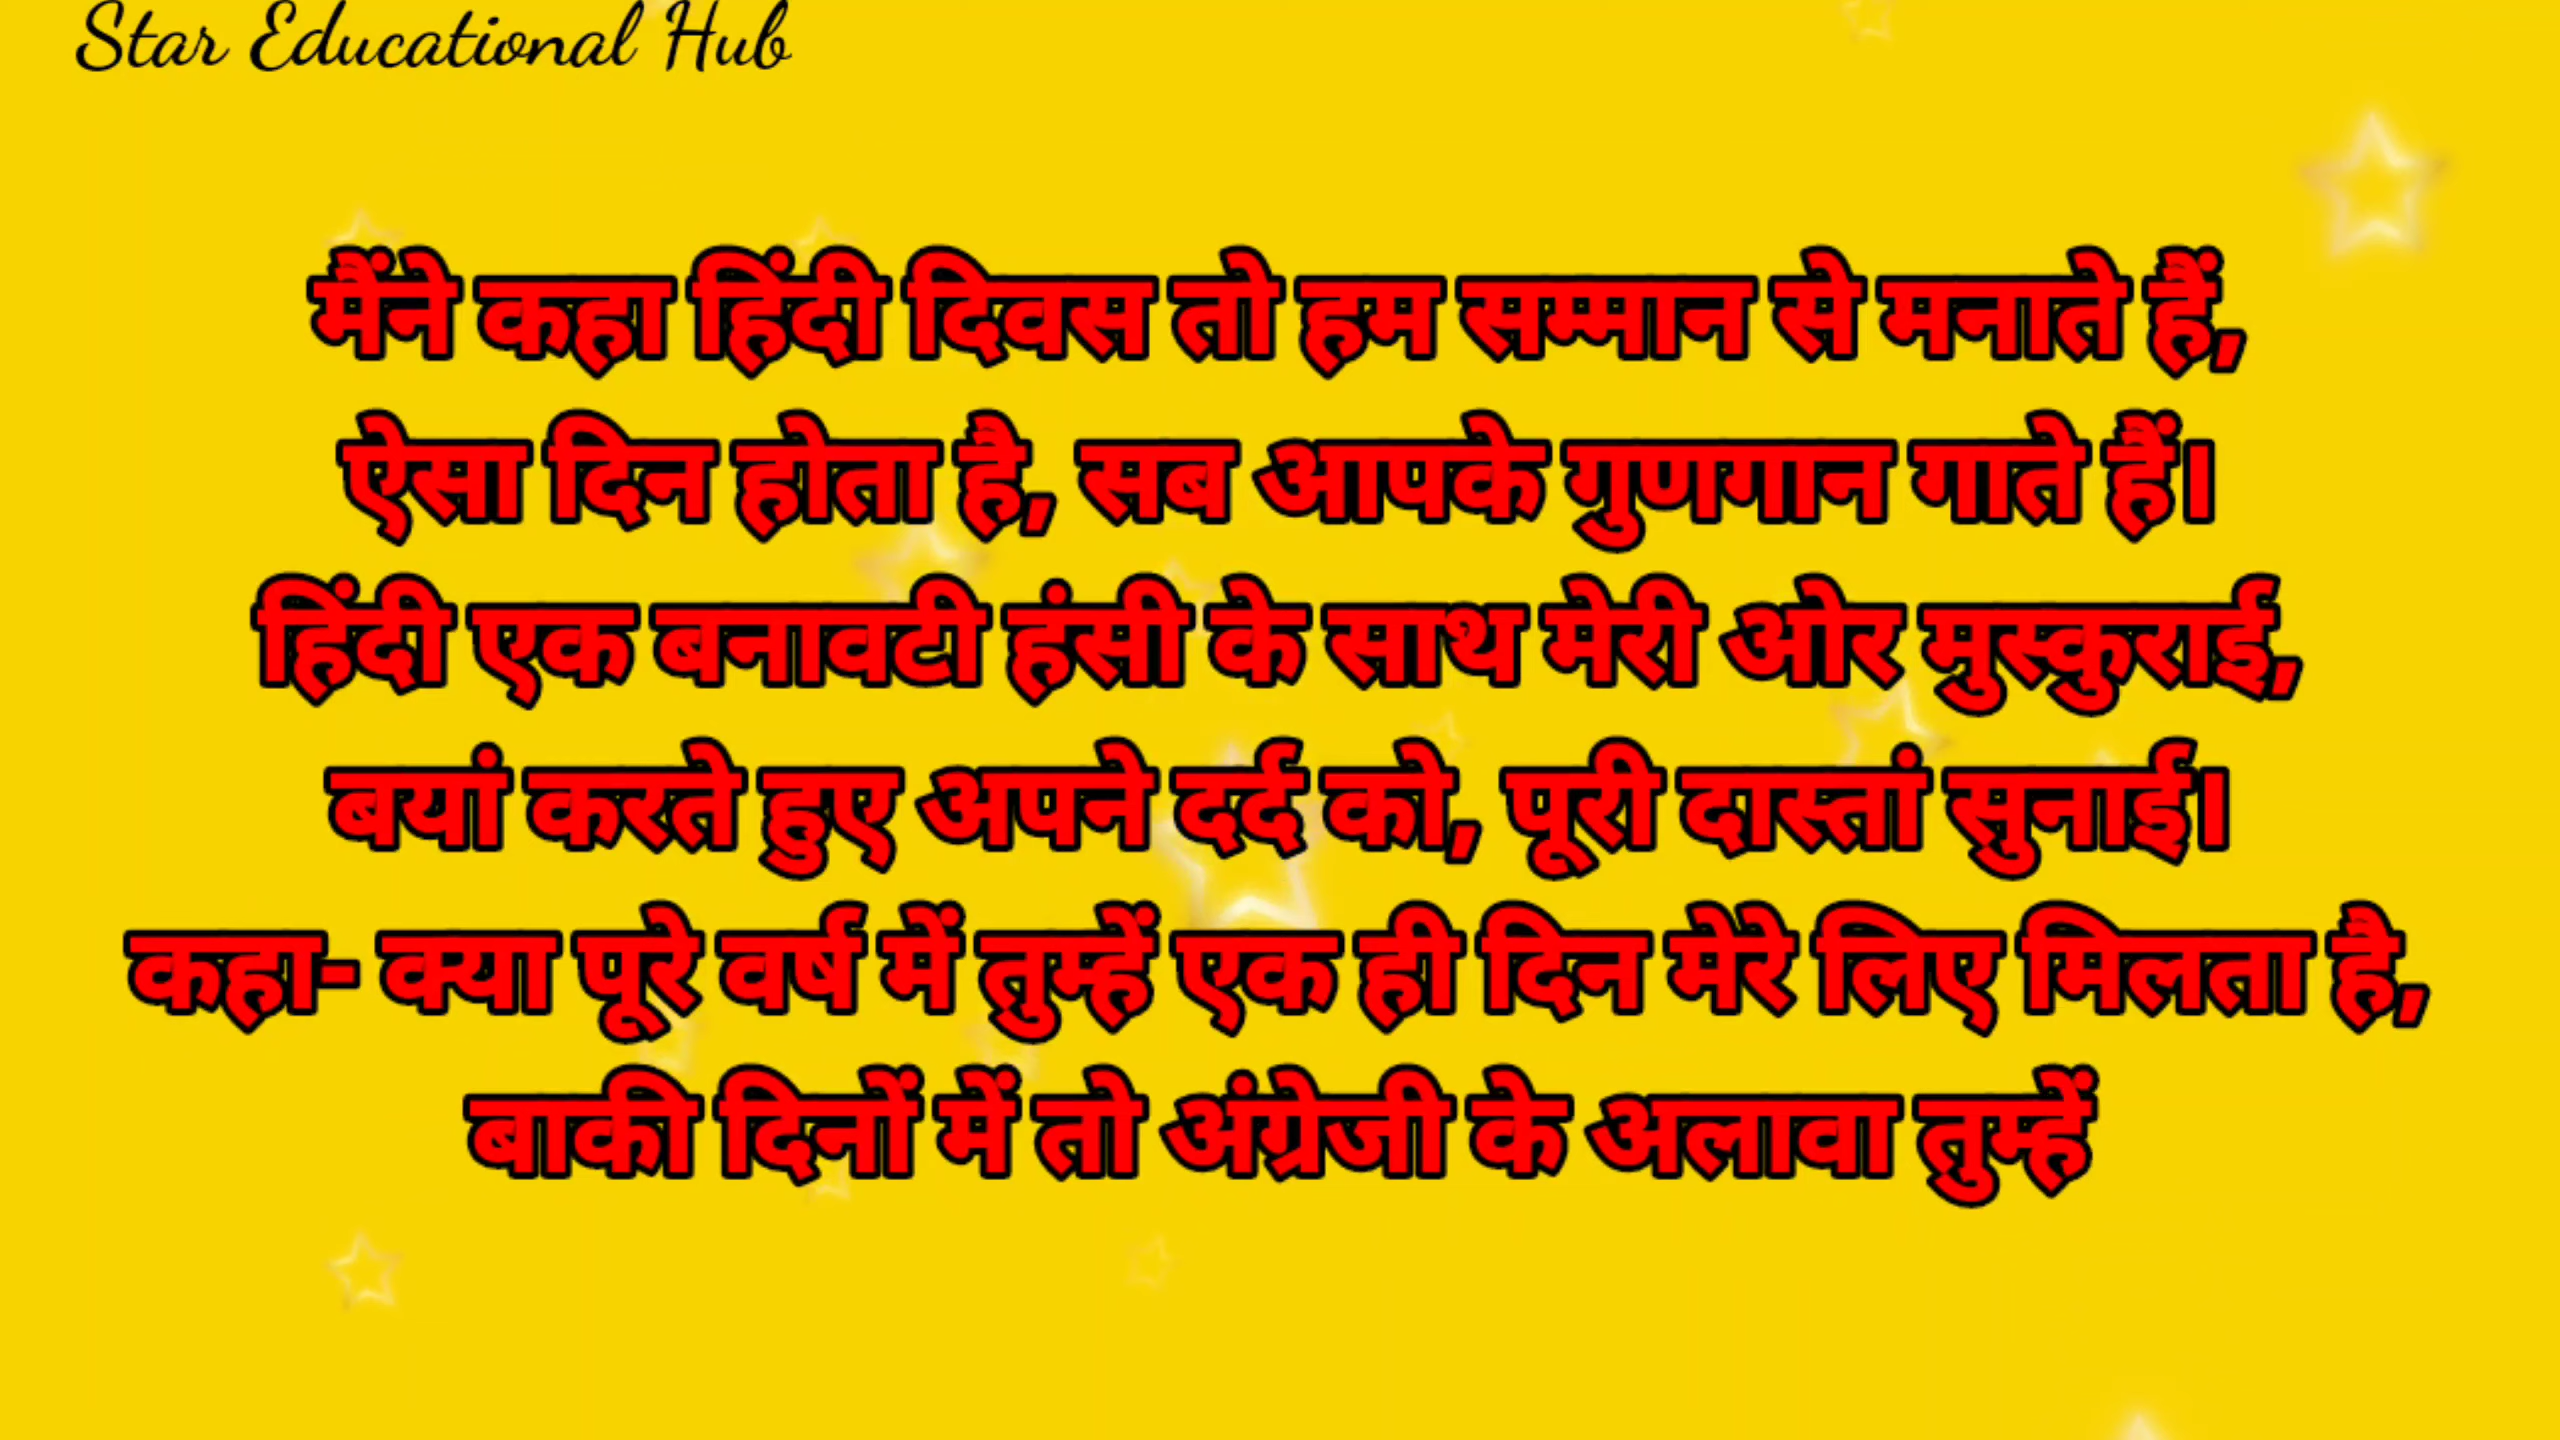 Star Educational Hub
मैंने कहा हिंदी दिवस तो हम सम्मान से मनाते हैं,
ऐसा दिन होता है, सब आपके गुणगान गाते हैं।
हिंदी एक बनावटी हंसी के साथ मेरी ओर मुस्कुराई,
बयां करते हुए अपने दर्द को, पूरी दास्तां सुनाई।
कहा- क्या पूरे वर्ष में तुम्हें एक ही दिन मेरे लिए मिलता है,
बाकी दिनों में तो अंग्रेजी के अलावा तुम्हें